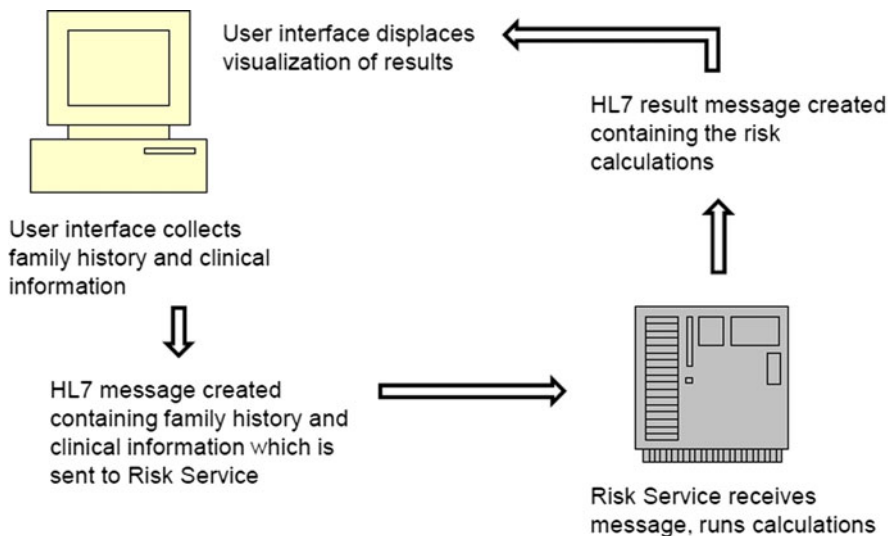 User interface displaces
visualization of results
HL7 result message created
containing the risk
calculations
User interface collects
family history and clinical
information
HL7 message created
containing family history and
clinical information which is
sent to Risk Service
Risk Service receives
message, runs calculations